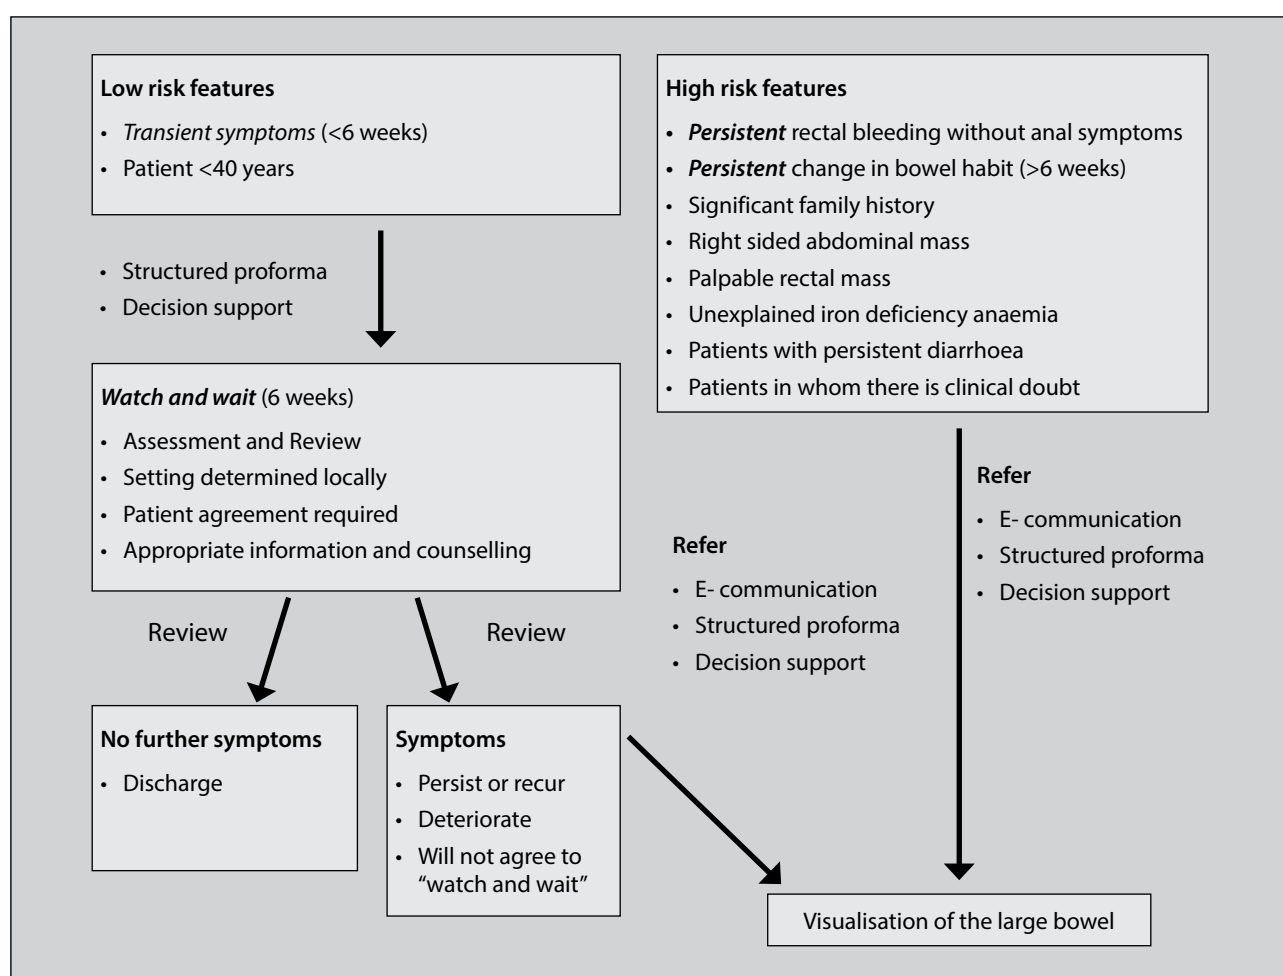 Low risk features
• Transient symptoms (<6 weeks)
• Patient <40 years
• Structured proforma
• Decision support
Watch and wait (6 weeks)
• Assessment and Review
• Setting determined locally
• Patient agreement required
• Appropriate information and counselling
Review
Review
No further symptoms
• Discharge
Symptoms
• Persist or recur
• Deteriorate
• Will not agree to
“watch and wait”
High risk features
• Persistent rectal bleeding without anal symptoms
• Persistent change in bowel habit (>6 weeks)
• Significant family history
• Right sided abdominal mass
• Palpable rectal mass
• Unexplained iron deficiency anaemia
• Patients with persistent diarrhoea
• Patients in whom there is clinical doubt
Refer
• E- communication
• Structured proforma
• Decision support
Refer
• E- communication
• Structured proforma
• Decision support
Visualisation of the large bowel